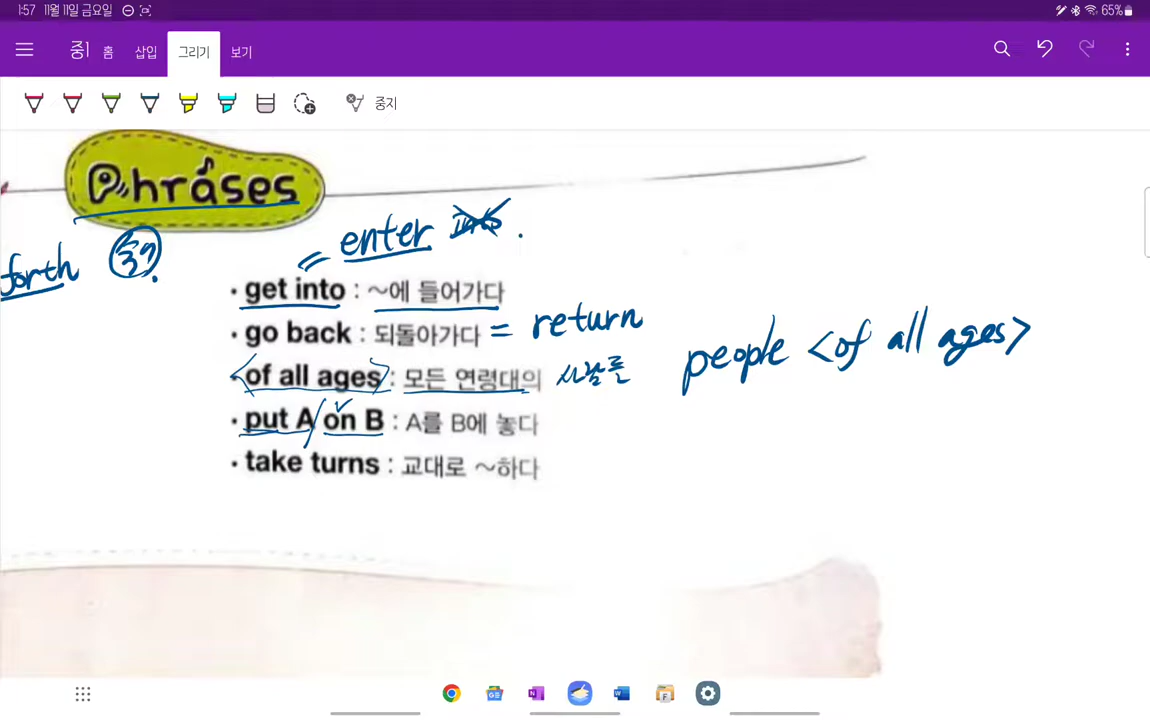 1:57 11월 11일 금요일 65%
중1 홈 삽입 그리기 보기
중지
Phrases
= enter into .
forth
· get into : ~에 들어가다
· go back : 되돌아가다 = return
· <of all ages> : 모든 연령대의 사람들 people <of all ages>
· put A / on B : A를 B에 놓다
· take turns : 교대로 ~하다